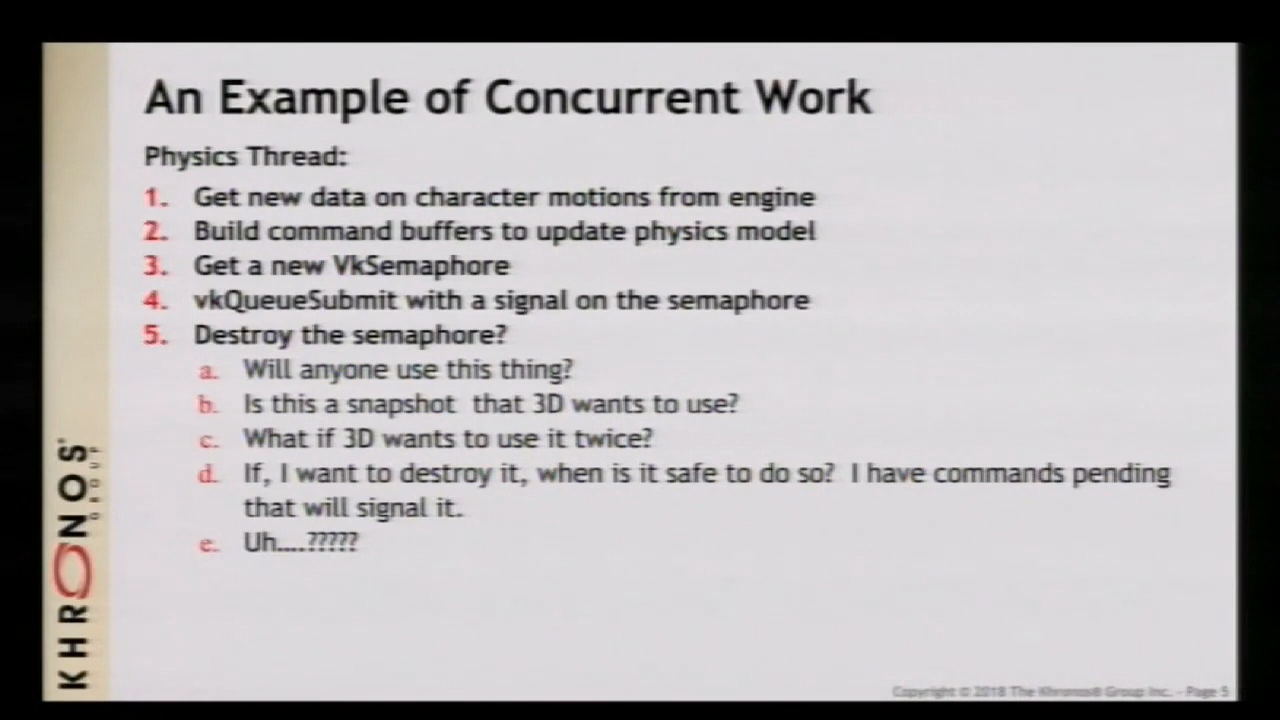 An Example of Concurrent Work
Physics Thread:
1. Get new data on character motions from engine
2. Build command buffers to update physics model
3. Get a new VkSemaphore
4. vkQueueSubmit with a signal on the semaphore
5. Destroy the semaphore?
a. Will anyone use this thing?
b. Is this a snapshot that 3D wants to use?
c. What if 3D wants to use it twice?
d. If, I want to destroy it, when is it safe to do so? I have commands pending
that will signal it.
e. Uh....?????
KHRONOS
GROUP
Copyright © 2018 The Khronos® Group Inc. - Page 5